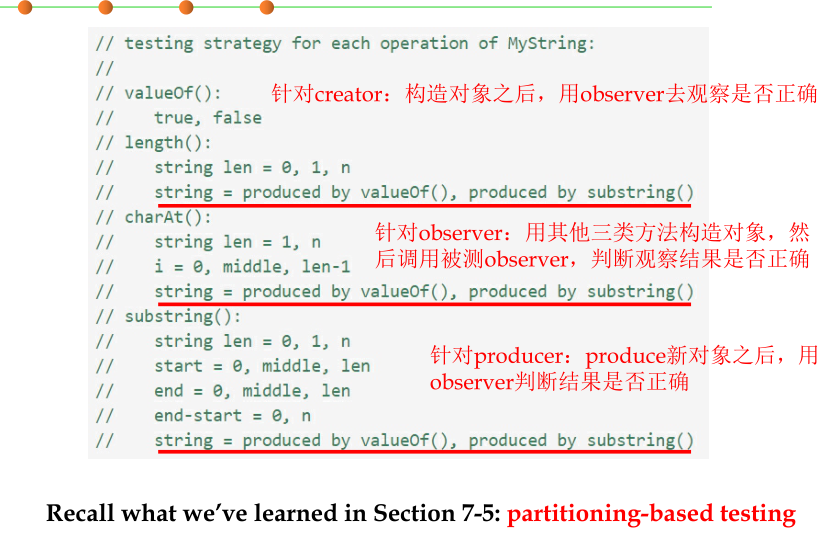 // testing strategy for each operation of MyString:
//
// valueOf():
针对creator：构造对象之后，用observer去观察是否正确
//    true, false
// length():
//    string len = 0, 1, n
//    string = produced by valueOf(), produced by substring()
// charAt():
//    string len = 1, n
//    i = 0, middle, len-1
针对observer：用其他三类方法构造对象，然
后调用被测observer，判断观察结果是否正确
//    string = produced by valueOf(), produced by substring()
// substring():
//    string len = 0, 1, n
//    start = 0, middle, len
//    end = 0, middle, len
针对producer：produce新对象之后，用
observer判断结果是否正确
//    end-start = 0, n
//    string = produced by valueOf(), produced by substring()
Recall what we’ve learned in Section 7-5: partitioning-based testing